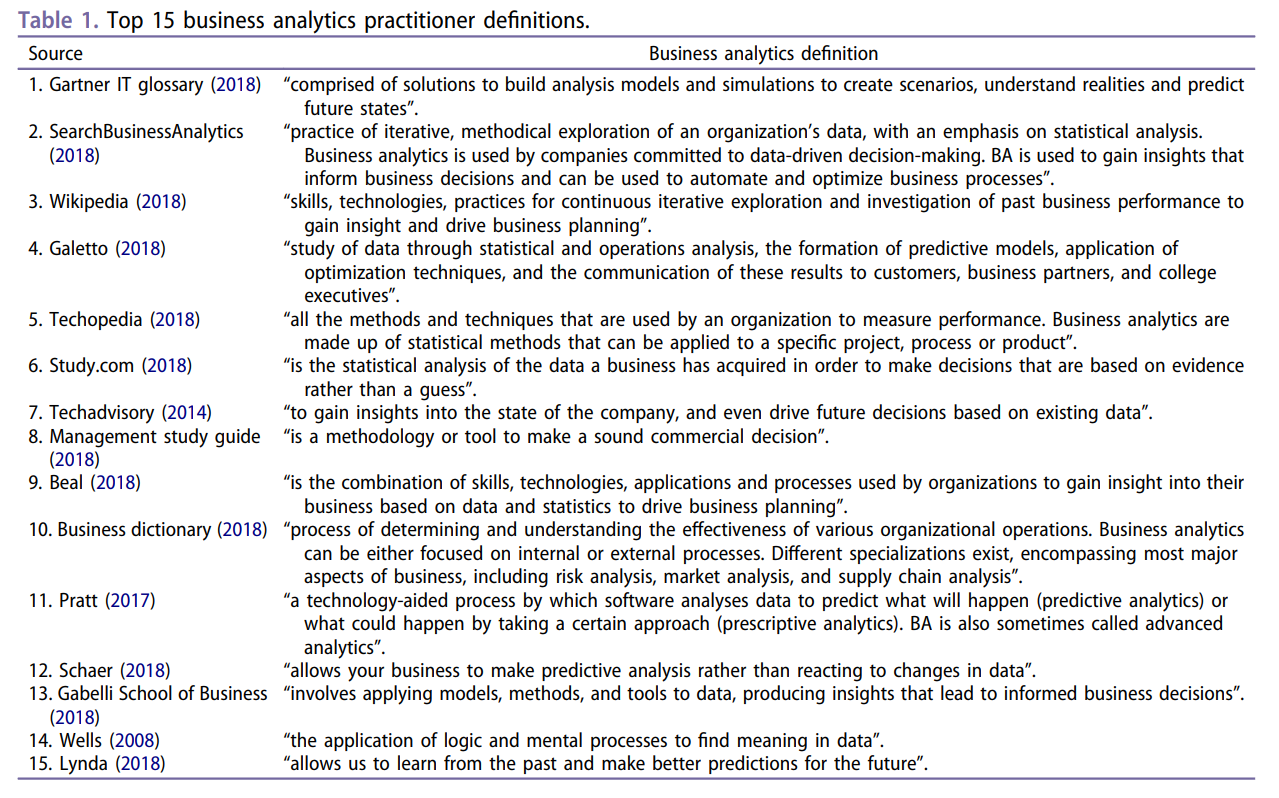 Table 1. Top 15 business analytics practitioner definitions.
Source Business analytics definition
1. Gartner IT glossary (2018) “comprised of solutions to build analysis models and simulations to create scenarios, understand realities and predict
future states”.
2. SearchBusinessAnalytics “practice of iterative, methodical exploration of an organization’s data, with an emphasis on statistical analysis.
(2018) Business analytics is used by companies committed to data-driven decision-making. BA is used to gain insights that
inform business decisions and can be used to automate and optimize business processes”.
3. Wikipedia (2018) “skills, technologies, practices for continuous iterative exploration and investigation of past business performance to
gain insight and drive business planning”.
4. Galetto (2018) “study of data through statistical and operations analysis, the formation of predictive models, application of
optimization techniques, and the communication of these results to customers, business partners, and college
executives”.
5. Techopedia (2018) “all the methods and techniques that are used by an organization to measure performance. Business analytics are
made up of statistical methods that can be applied to a specific project, process or product”.
6. Study.com (2018) “is the statistical analysis of the data a business has acquired in order to make decisions that are based on evidence
rather than a guess”.
7. Techadvisory (2014) “to gain insights into the state of the company, and even drive future decisions based on existing data”.
8. Management study guide “is a methodology or tool to make a sound commercial decision”.
(2018)
9. Beal (2018) “is the combination of skills, technologies, applications and processes used by organizations to gain insight into their
business based on data and statistics to drive business planning”.
10. Business dictionary (2018) “process of determining and understanding the effectiveness of various organizational operations. Business analytics
can be either focused on internal or external processes. Different specializations exist, encompassing most major
aspects of business, including risk analysis, market analysis, and supply chain analysis”.
11. Pratt (2017) “a technology-aided process by which software analyses data to predict what will happen (predictive analytics) or
what could happen by taking a certain approach (prescriptive analytics). BA is also sometimes called advanced
analytics”.
12. Schaer (2018) “allows your business to make predictive analysis rather than reacting to changes in data”.
13. Gabelli School of Business “involves applying models, methods, and tools to data, producing insights that lead to informed business decisions”.
(2018)
14. Wells (2008) “the application of logic and mental processes to find meaning in data”.
15. Lynda (2018) “allows us to learn from the past and make better predictions for the future”.